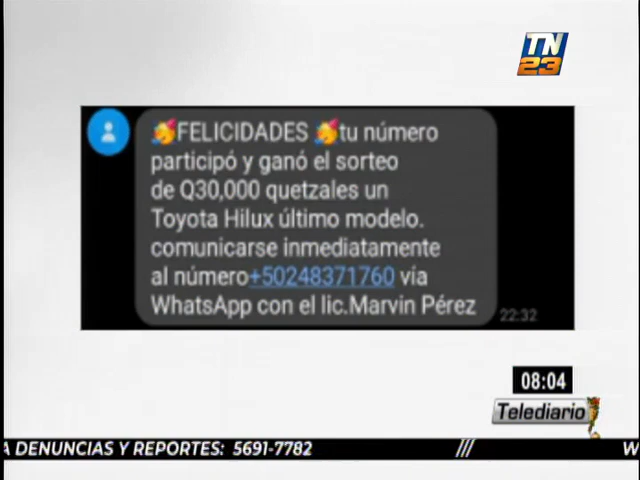 TN
23
🥳FELICIDADES 🥳tu número
participó y ganó el sorteo
de Q30,000 quetzales un
Toyota Hilux último modelo.
comunicarse inmediatamente
al número+50248371760 vía
WhatsApp con el lic.Marvin Pérez
22:32
08:04
Telediario
A DENUNCIAS Y REPORTES: 5691-7782 /// W